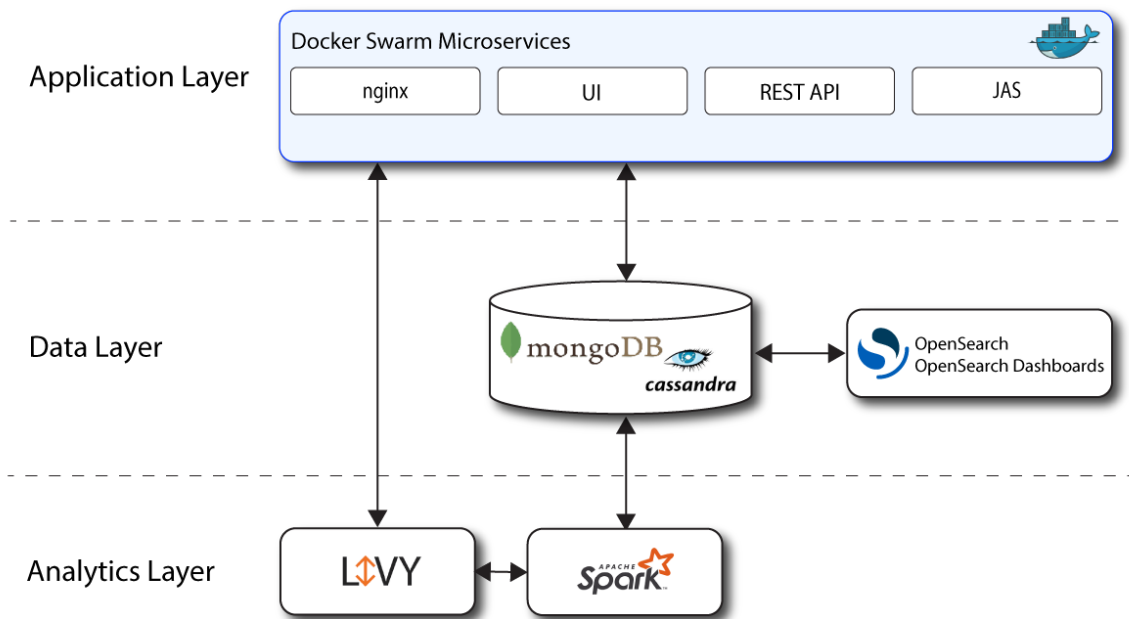 Docker Swarm Microservices
Application Layer
nginx
UI
REST API
JAS
Data Layer
mongoDB
cassandra
OpenSearch
OpenSearch Dashboards
Analytics Layer
LIVY
APACHE
Spark